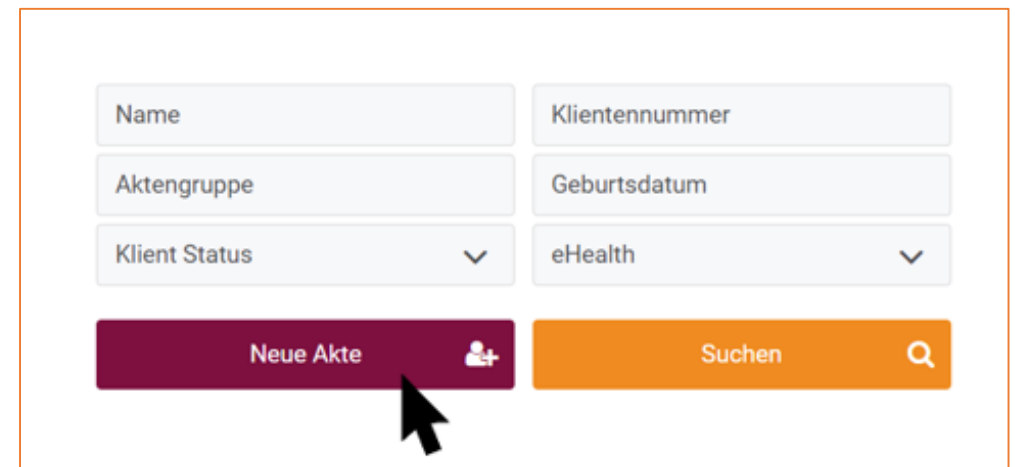 Name
Klientennummer
Aktengruppe
Geburtsdatum
Klient Status
eHealth
Neue Akte
Suchen